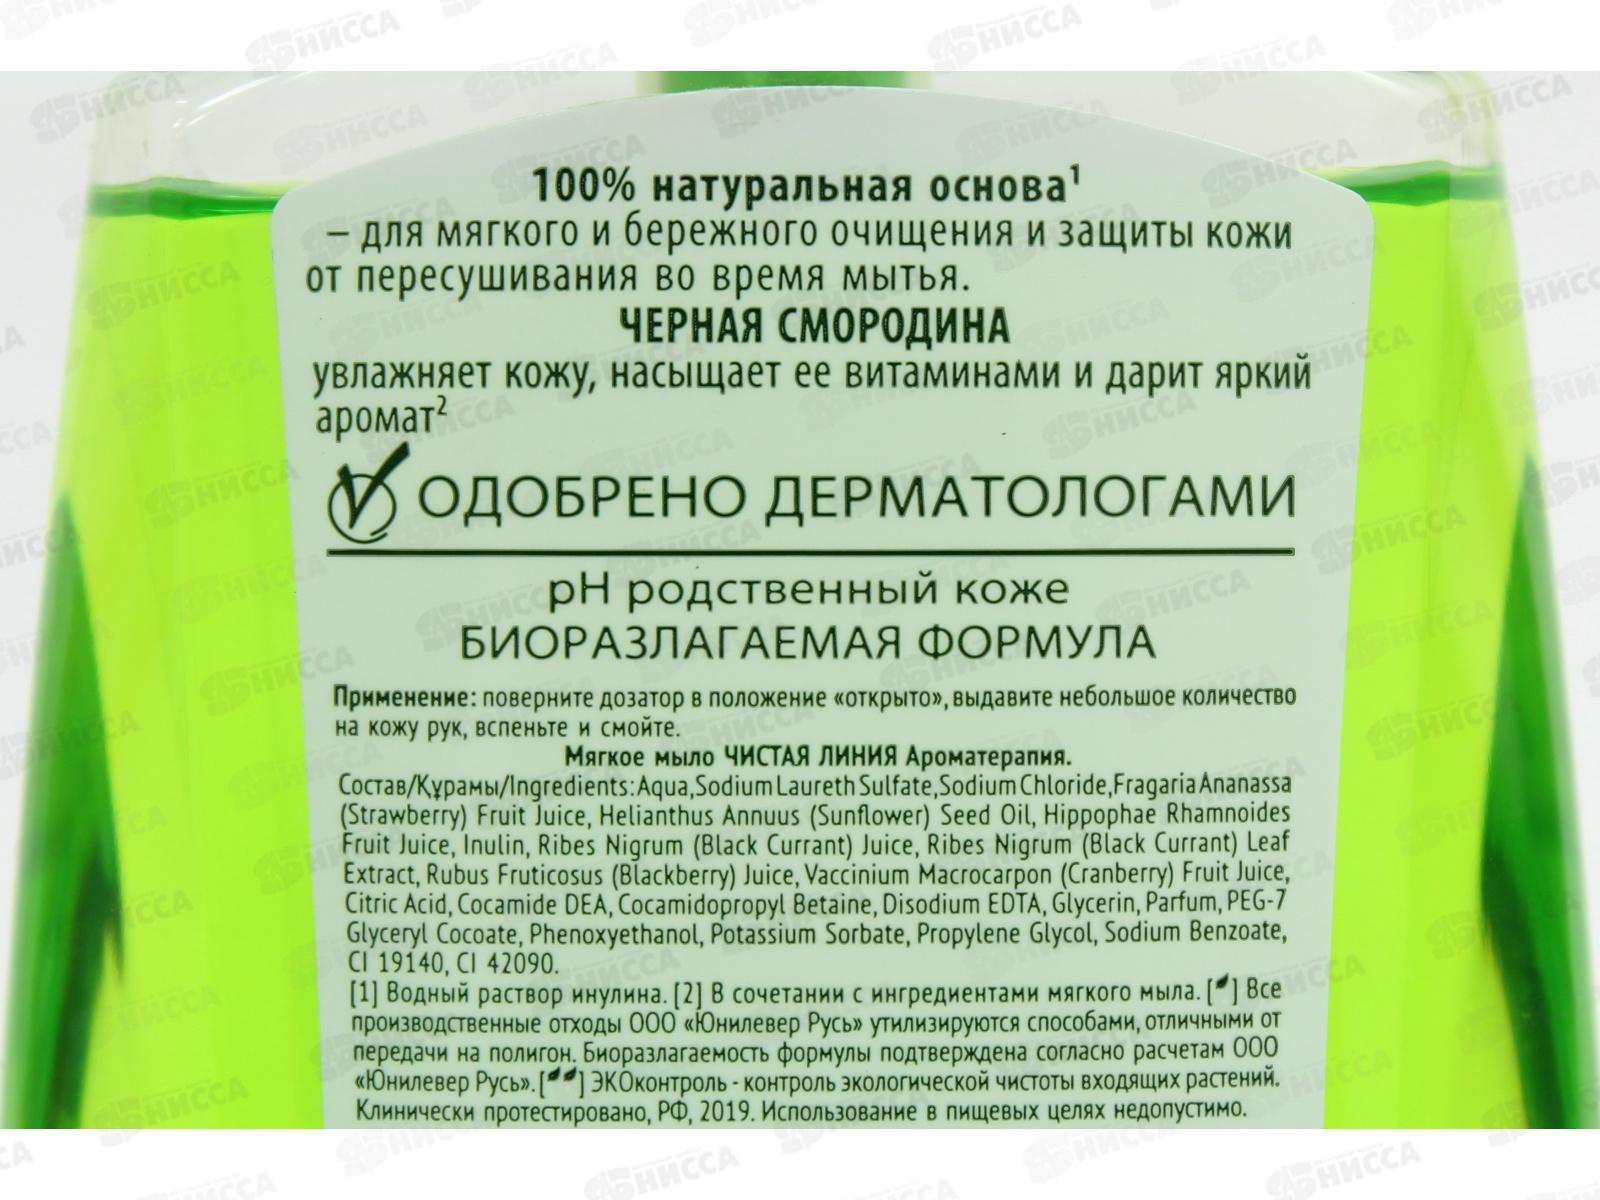 100% натуральная основа¹
– для мягкого и бережного очищения и защиты кожи
от пересушивания во время мытья.
ЧЕРНАЯ СМОРОДИНА
увлажняет кожу, насыщает ее витаминами и дарит яркий
аромат²
ОДОБРЕНО ДЕРМАТОЛОГАМИ
pH родственный коже
БИОРАЗЛАГАЕМАЯ ФОРМУЛА
Применение: поверните дозатор в положение «открыто», выдавите небольшое количество
на кожу рук, вспеньте и смойте.
Мягкое мыло ЧИСТАЯ ЛИНИЯ Ароматерапия.
Состав/Құрамы/Ingredients: Aqua, Sodium Laureth Sulfate, Sodium Chloride, Fragaria Ananassa
(Strawberry) Fruit Juice, Helianthus Annuus (Sunflower) Seed Oil, Hippophae Rhamnoides
Fruit Juice, Inulin, Ribes Nigrum (Black Currant) Juice, Ribes Nigrum (Black Currant) Leaf
Extract, Rubus Fruticosus (Blackberry) Juice, Vaccinium Macrocarpon (Cranberry) Fruit Juice,
Citric Acid, Cocamide DEA, Cocamidopropyl Betaine, Disodium EDTA, Glycerin, Parfum, PEG-7
Glyceryl Cocoate, Phenoxyethanol, Potassium Sorbate, Propylene Glycol, Sodium Benzoate,
CI 19140, CI 42090.
[1] Водный раствор инулина. [2] В сочетании с ингредиентами мягкого мыла. [] Все
производственные отходы ООО «Юнилевер Русь» утилизируются способами, отличными от
передачи на полигон. Биоразлагаемость формулы подтверждена согласно расчетам ООО
«Юнилевер Русь». [] ЭКОконтроль - контроль экологической чистоты входящих растений.
Клинически протестировано, РФ, 2019. Использование в пищевых целях недопустимо.